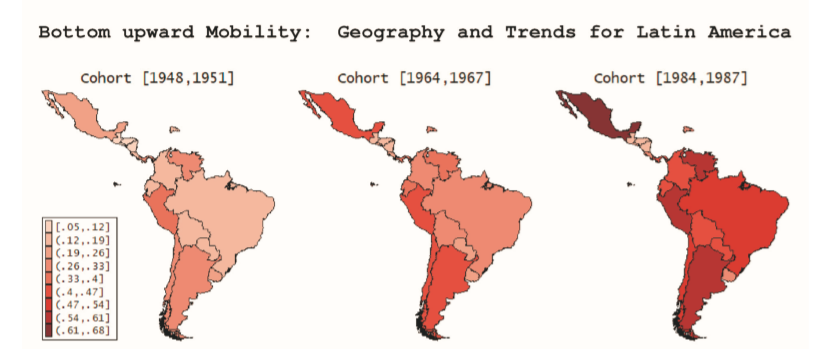 Bottom upward Mobility: Geography and Trends for Latin America
Cohort [1948,1951]
Cohort [1964,1967]
Cohort [1984,1987]
[.05,.12]
(.12,.19]
(.19,.26]
(.26,.33]
(.33,.4]
(.4,.47]
(.47,.54]
(.54,.61]
(.61,.68]